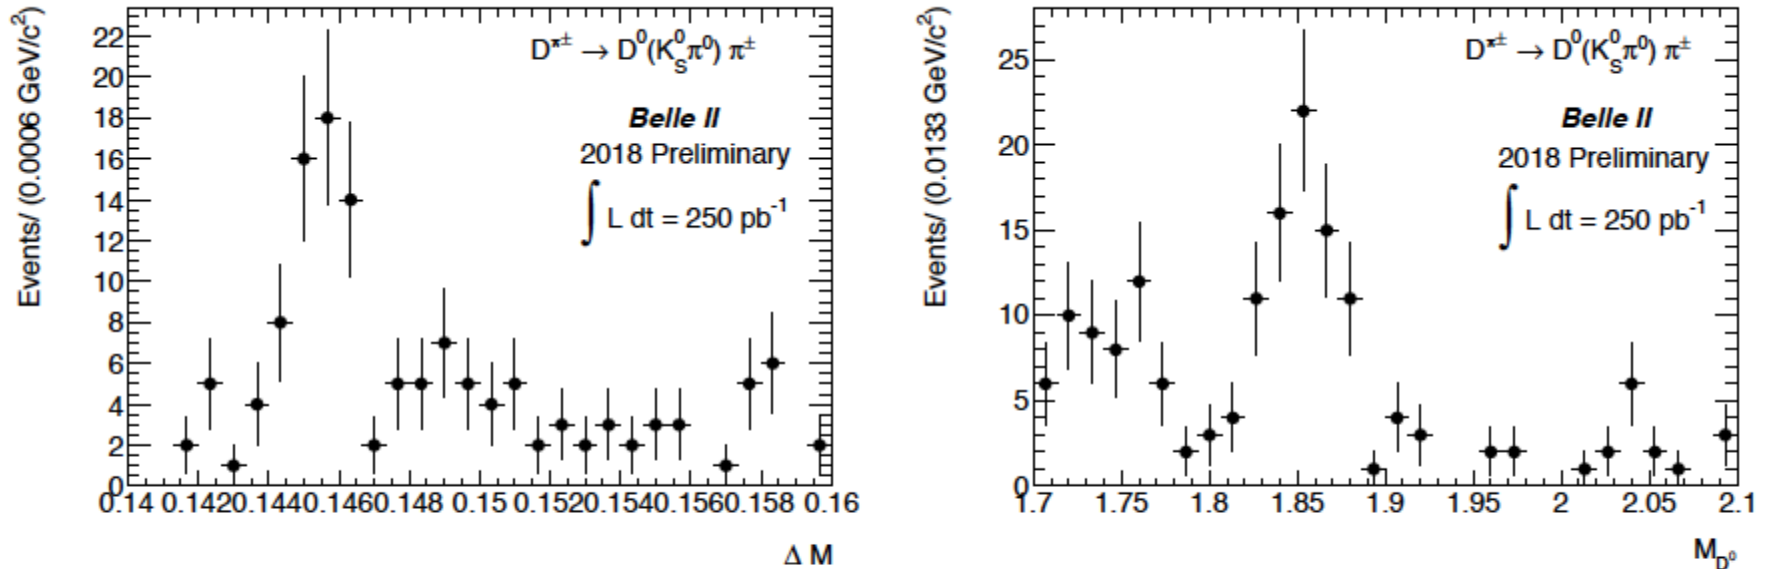 Events/ (0.0006 GeV/c²)
22
20
18
16
14
12
10
8
6
4
2
0
D*± → D⁰(K⁰_S π⁰) π±
Belle II
2018 Preliminary
∫ L dt = 250 pb⁻¹
0.14 0.142 0.144 0.146 0.148 0.15 0.152 0.154 0.156 0.158 0.16
Δ M
Events/ (0.0133 GeV/c²)
25
20
15
10
5
0
D*± → D⁰(K⁰_S π⁰) π±
Belle II
2018 Preliminary
∫ L dt = 250 pb⁻¹
1.7 1.75 1.8 1.85 1.9 1.95 2 2.05 2.1
M_D⁰